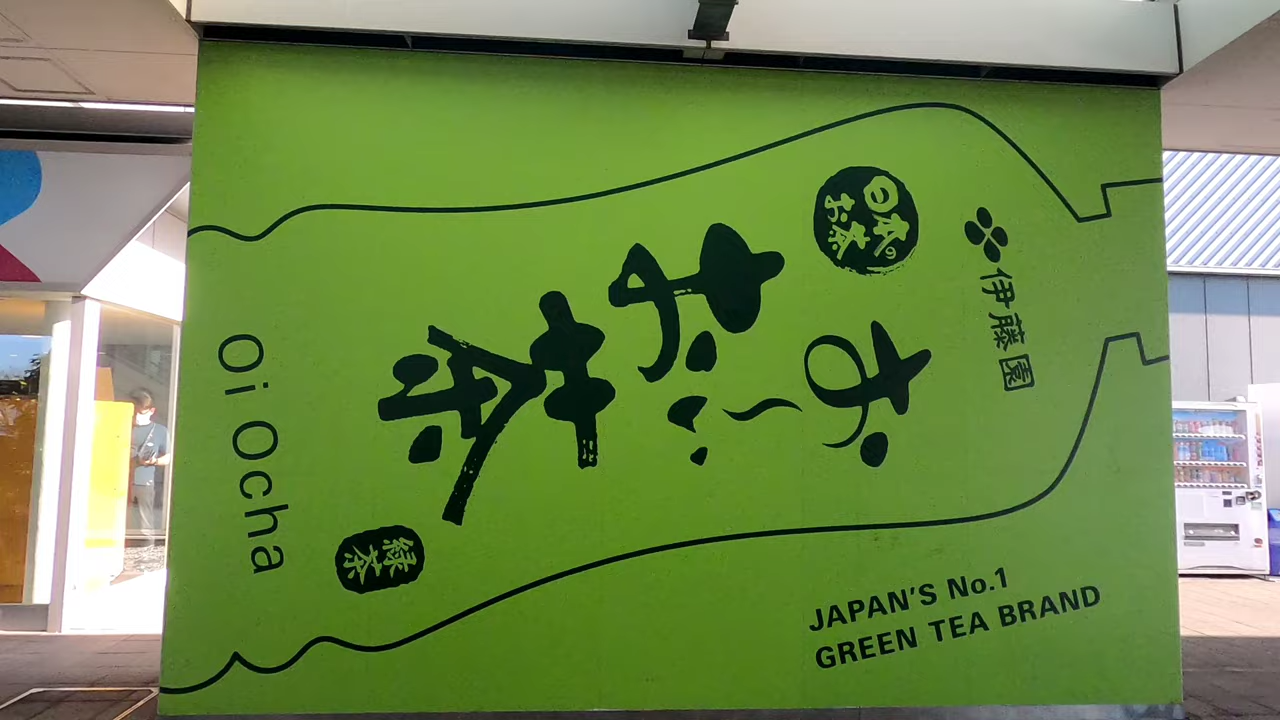 伊藤園
日本の
お茶
お〜い
お茶
緑茶
Oi Ocha
JAPAN'S No.1
GREEN TEA BRAND